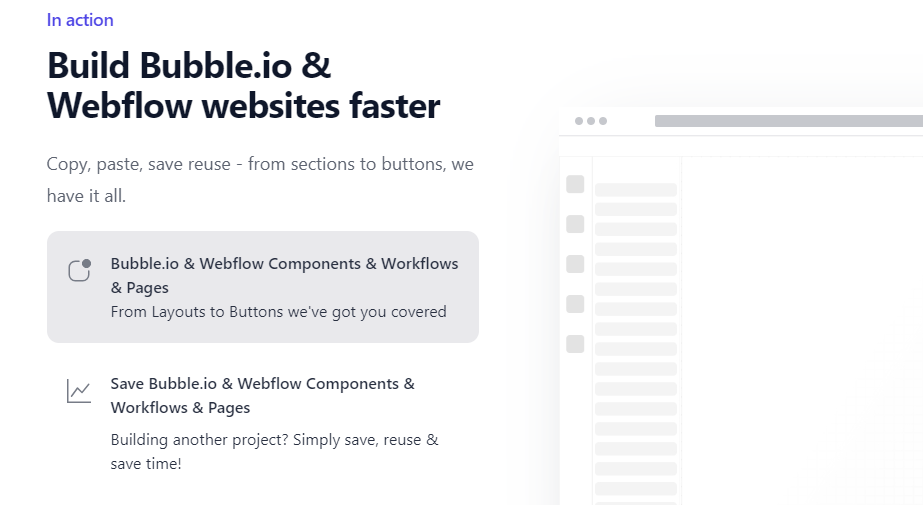 In action
Build Bubble.io &
Webflow websites faster
Copy, paste, save reuse - from sections to buttons, we
have it all.
Bubble.io & Webflow Components & Workflows
& Pages
From Layouts to Buttons we've got you covered
Save Bubble.io & Webflow Components &
Workflows & Pages
Building another project? Simply save, reuse &
save time!